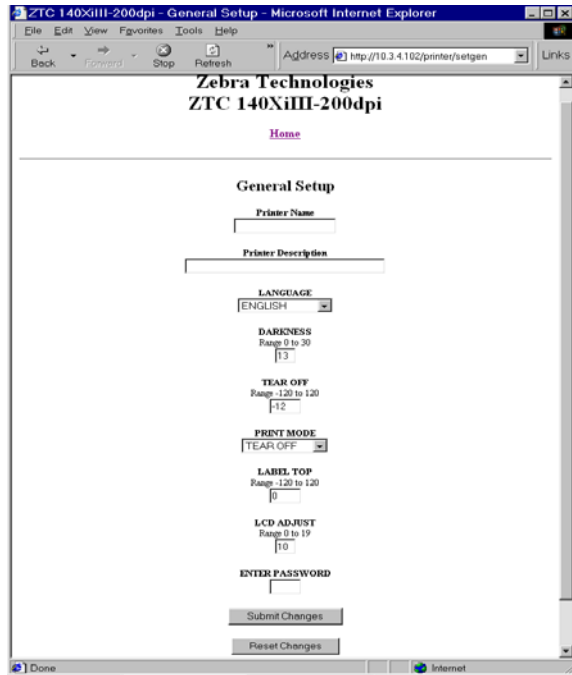 ZTC 140XiIII-200dpi - General Setup - Microsoft Internet Explorer
File Edit View Favorites Tools Help
Back Forward Stop Refresh » Address http://10.3.4.102/printer/setgen Links
Zebra Technologies
ZTC 140XiIII-200dpi
Home
General Setup
Printer Name
Printer Description
LANGUAGE
ENGLISH
DARKNESS
Range 0 to 30
13
TEAR OFF
Range -120 to 120
-12
PRINT MODE
TEAR OFF
LABEL TOP
Range -120 to 120
0
LCD ADJUST
Range 0 to 19
10
ENTER PASSWORD
Submit Changes
Reset Changes
Done Internet